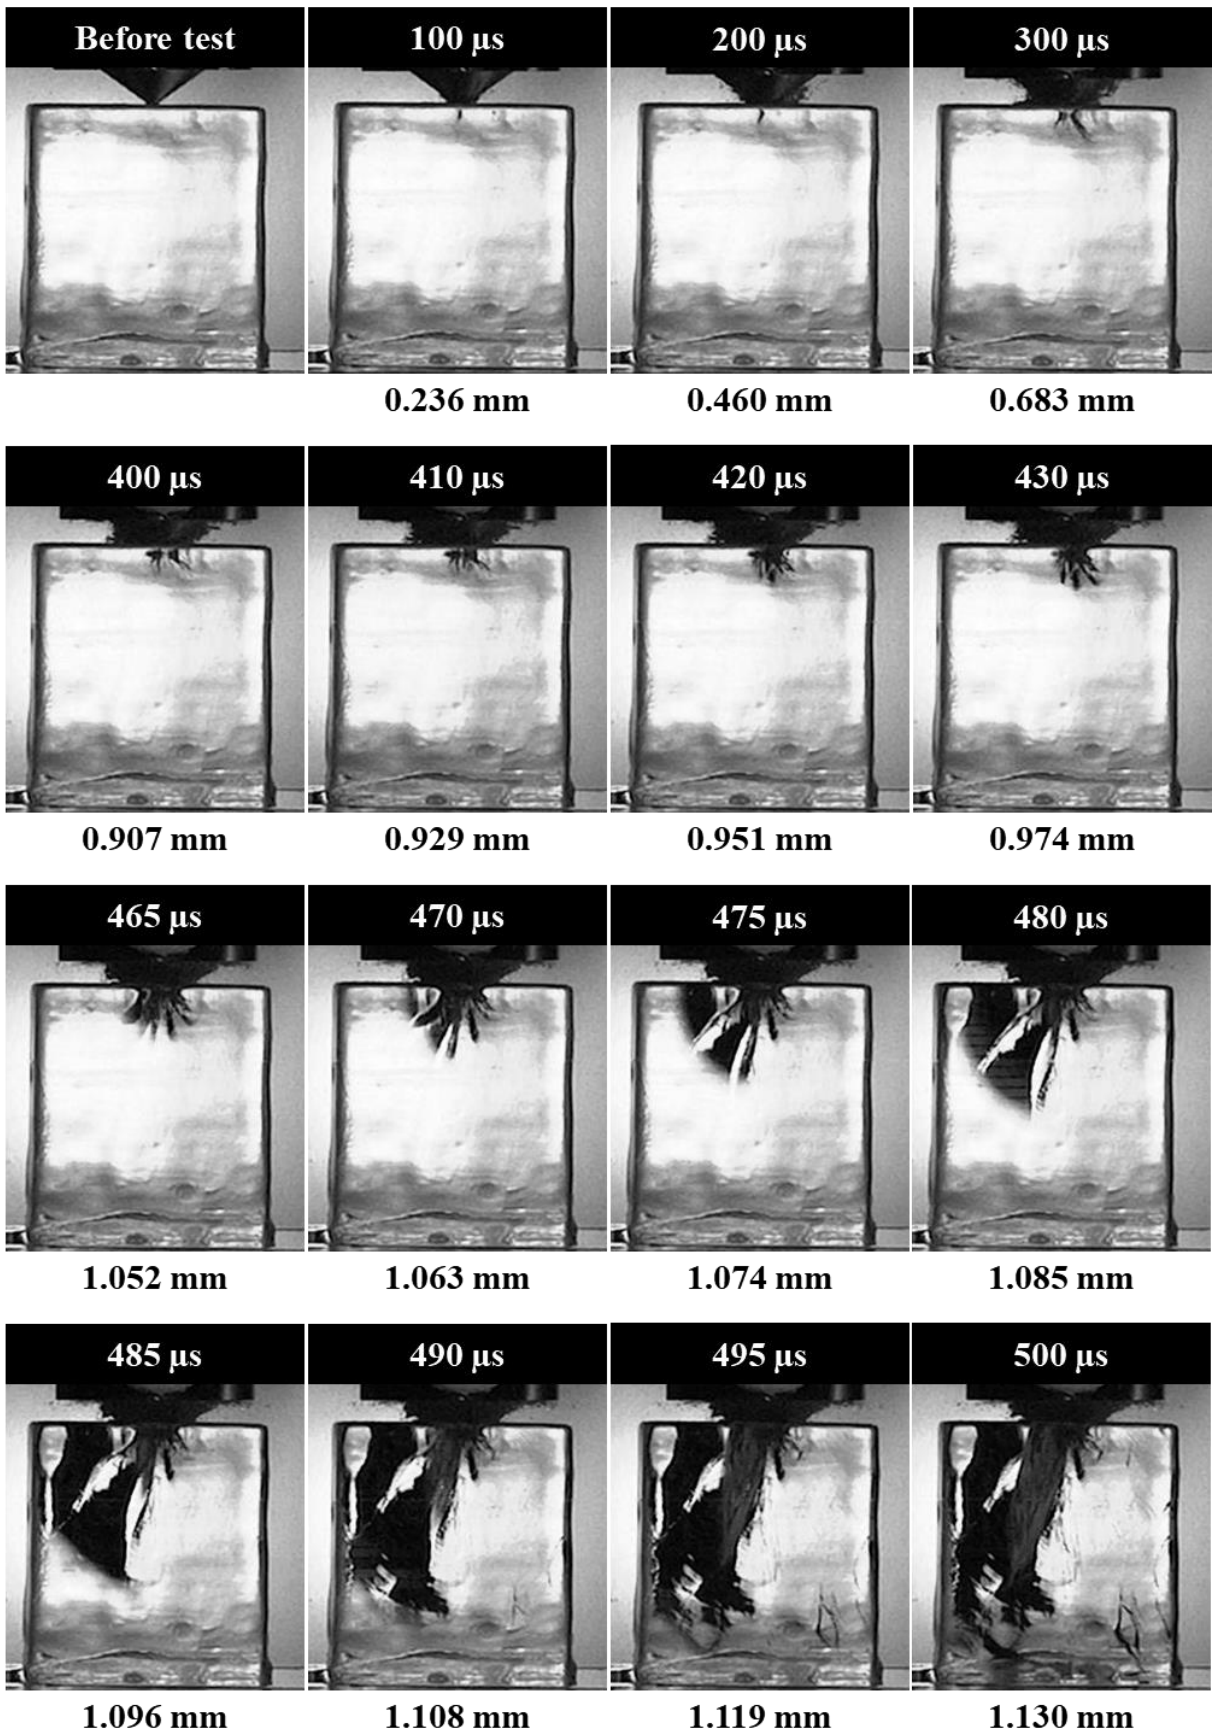 Before test
100 µs
200 µs
300 µs
0.236 mm
0.460 mm
0.683 mm
400 µs
410 µs
420 µs
430 µs
0.907 mm
0.929 mm
0.951 mm
0.974 mm
465 µs
470 µs
475 µs
480 µs
1.052 mm
1.063 mm
1.074 mm
1.085 mm
485 µs
490 µs
495 µs
500 µs
1.096 mm
1.108 mm
1.119 mm
1.130 mm